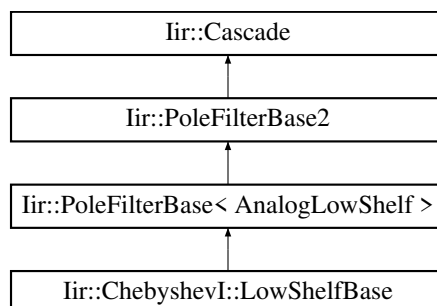 Iir::Cascade
Iir::PoleFilterBase2
Iir::PoleFilterBase< AnalogLowShelf >
Iir::ChebyshevI::LowShelfBase